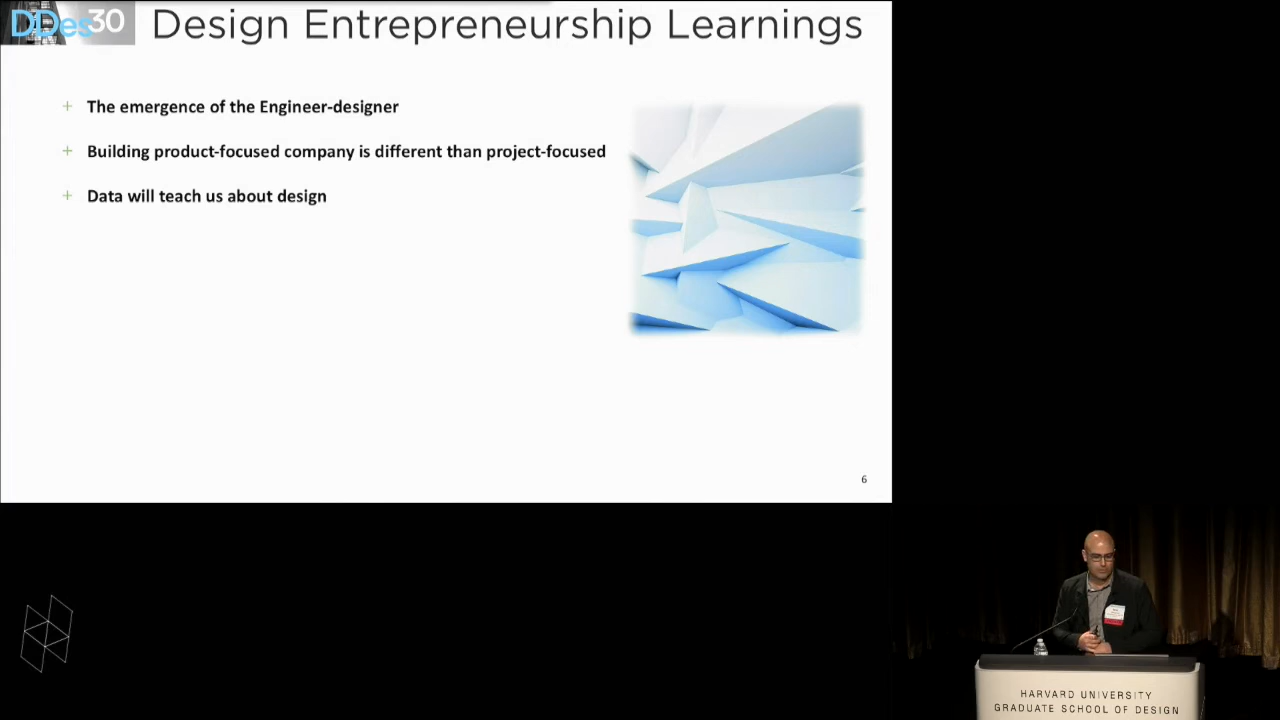 DDes30
Design Entrepreneurship Learnings
+ The emergence of the Engineer-designer
+ Building product-focused company is different than project-focused
+ Data will teach us about design
6
HARVARD UNIVERSITY
GRADUATE SCHOOL OF DESIGN